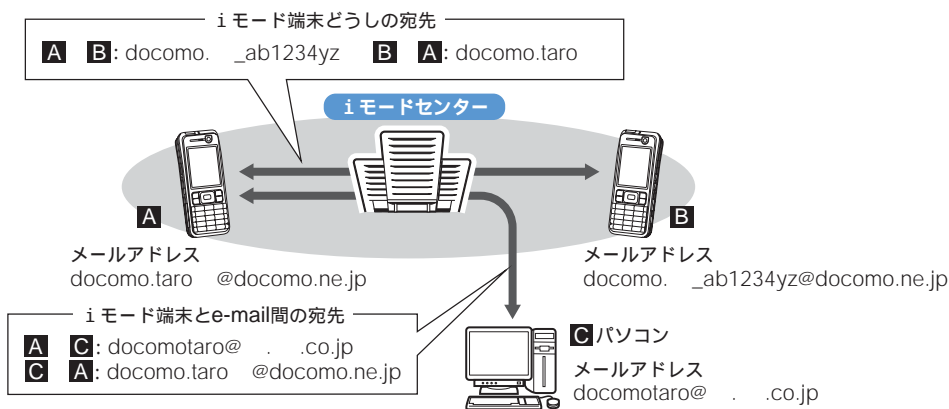 iモード端末どうしの宛先
A B: docomo. _ab1234yz B A: docomo.taro
iモードセンター
A
B
メールアドレス
docomo.taro @docomo.ne.jp
メールアドレス
docomo. _ab1234yz@docomo.ne.jp
iモード端末とe-mail間の宛先
A C: docomotaro@ . .co.jp
C A: docomo.taro @docomo.ne.jp
C パソコン
メールアドレス
docomotaro@ . .co.jp